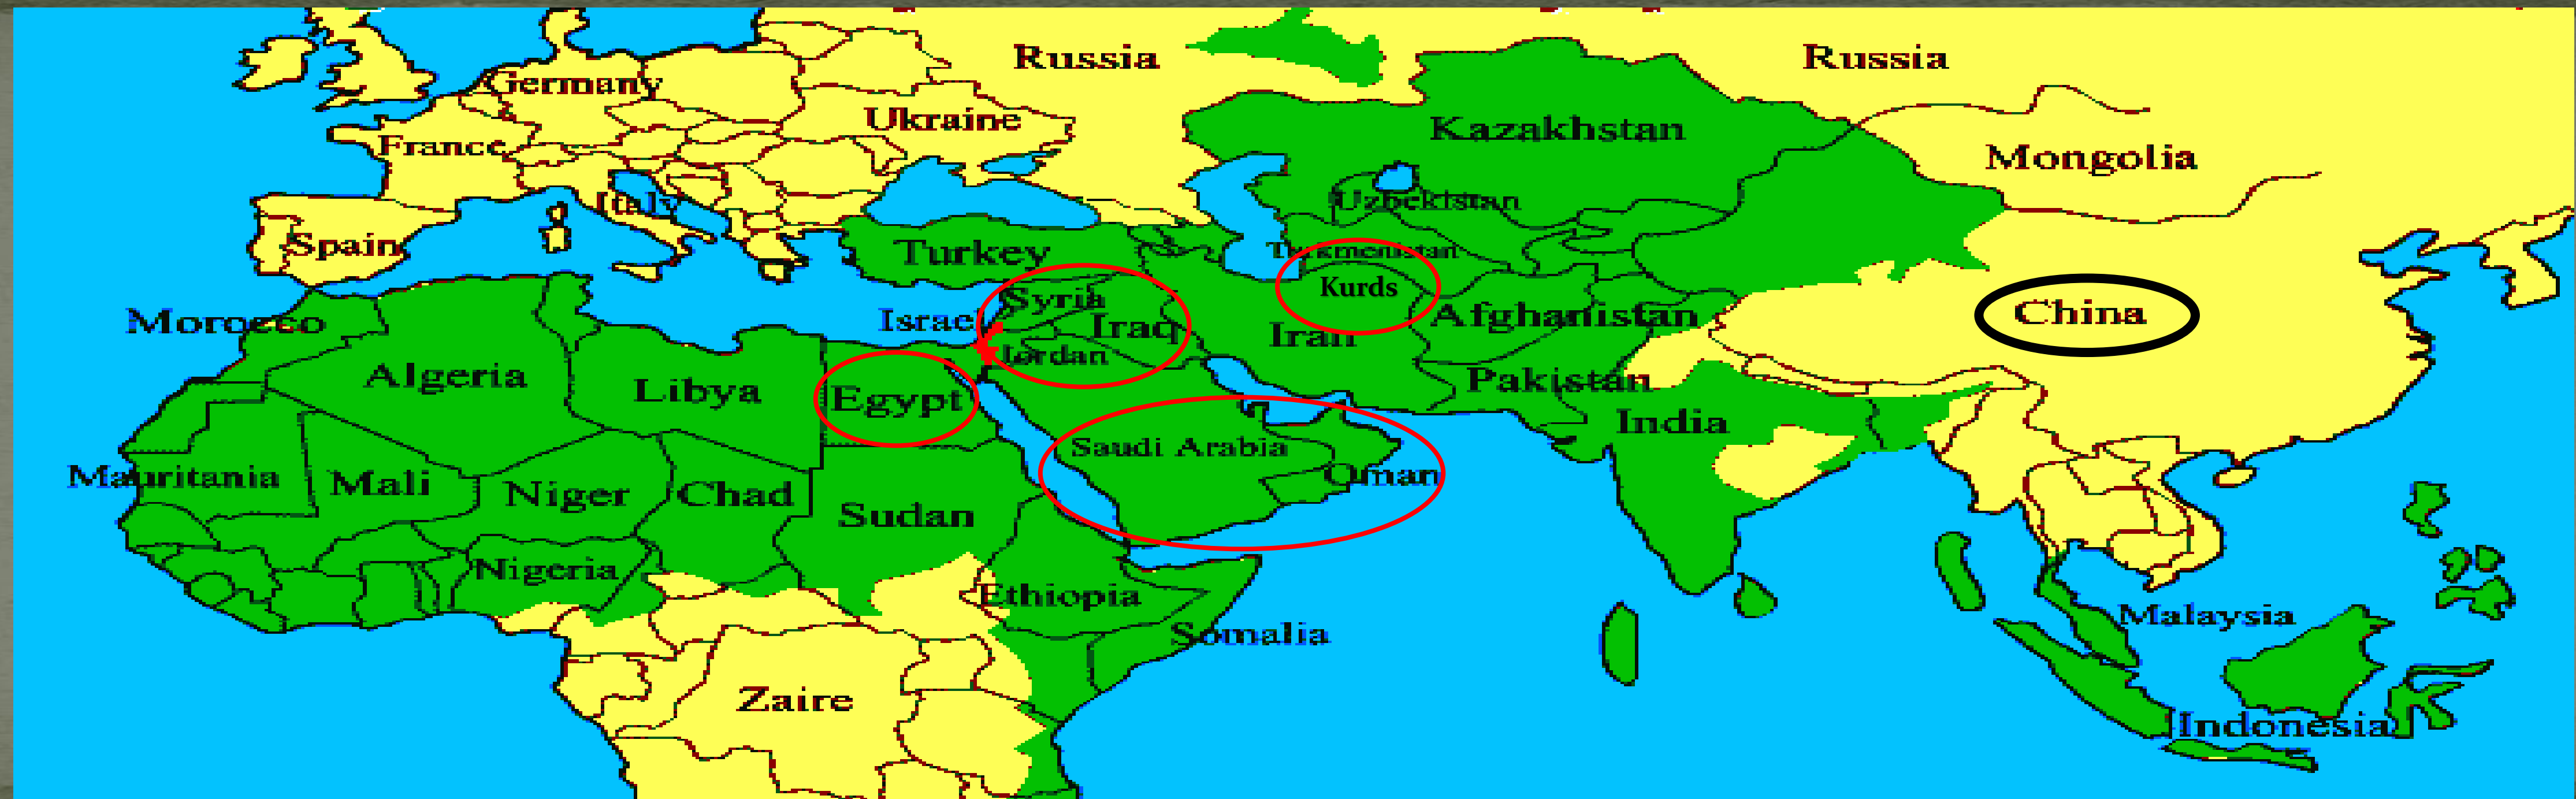 Russia
Russia
Germany
Ukraine
Kazakhstan
France
Mongolia
Italy
Uzbekistan
Spain
Turkey
Turkmenistan
Kurds
Syria
China
Morocco
Israel
Iraq
Iran
Afghanistan
Jordan
Algeria
Libya
Egypt
Pakistan
India
Saudi Arabia
Oman
Mauritania
Mali
Niger
Chad
Sudan
Nigeria
Ethiopia
Malaysia
Somalia
Zaire
Indonesia